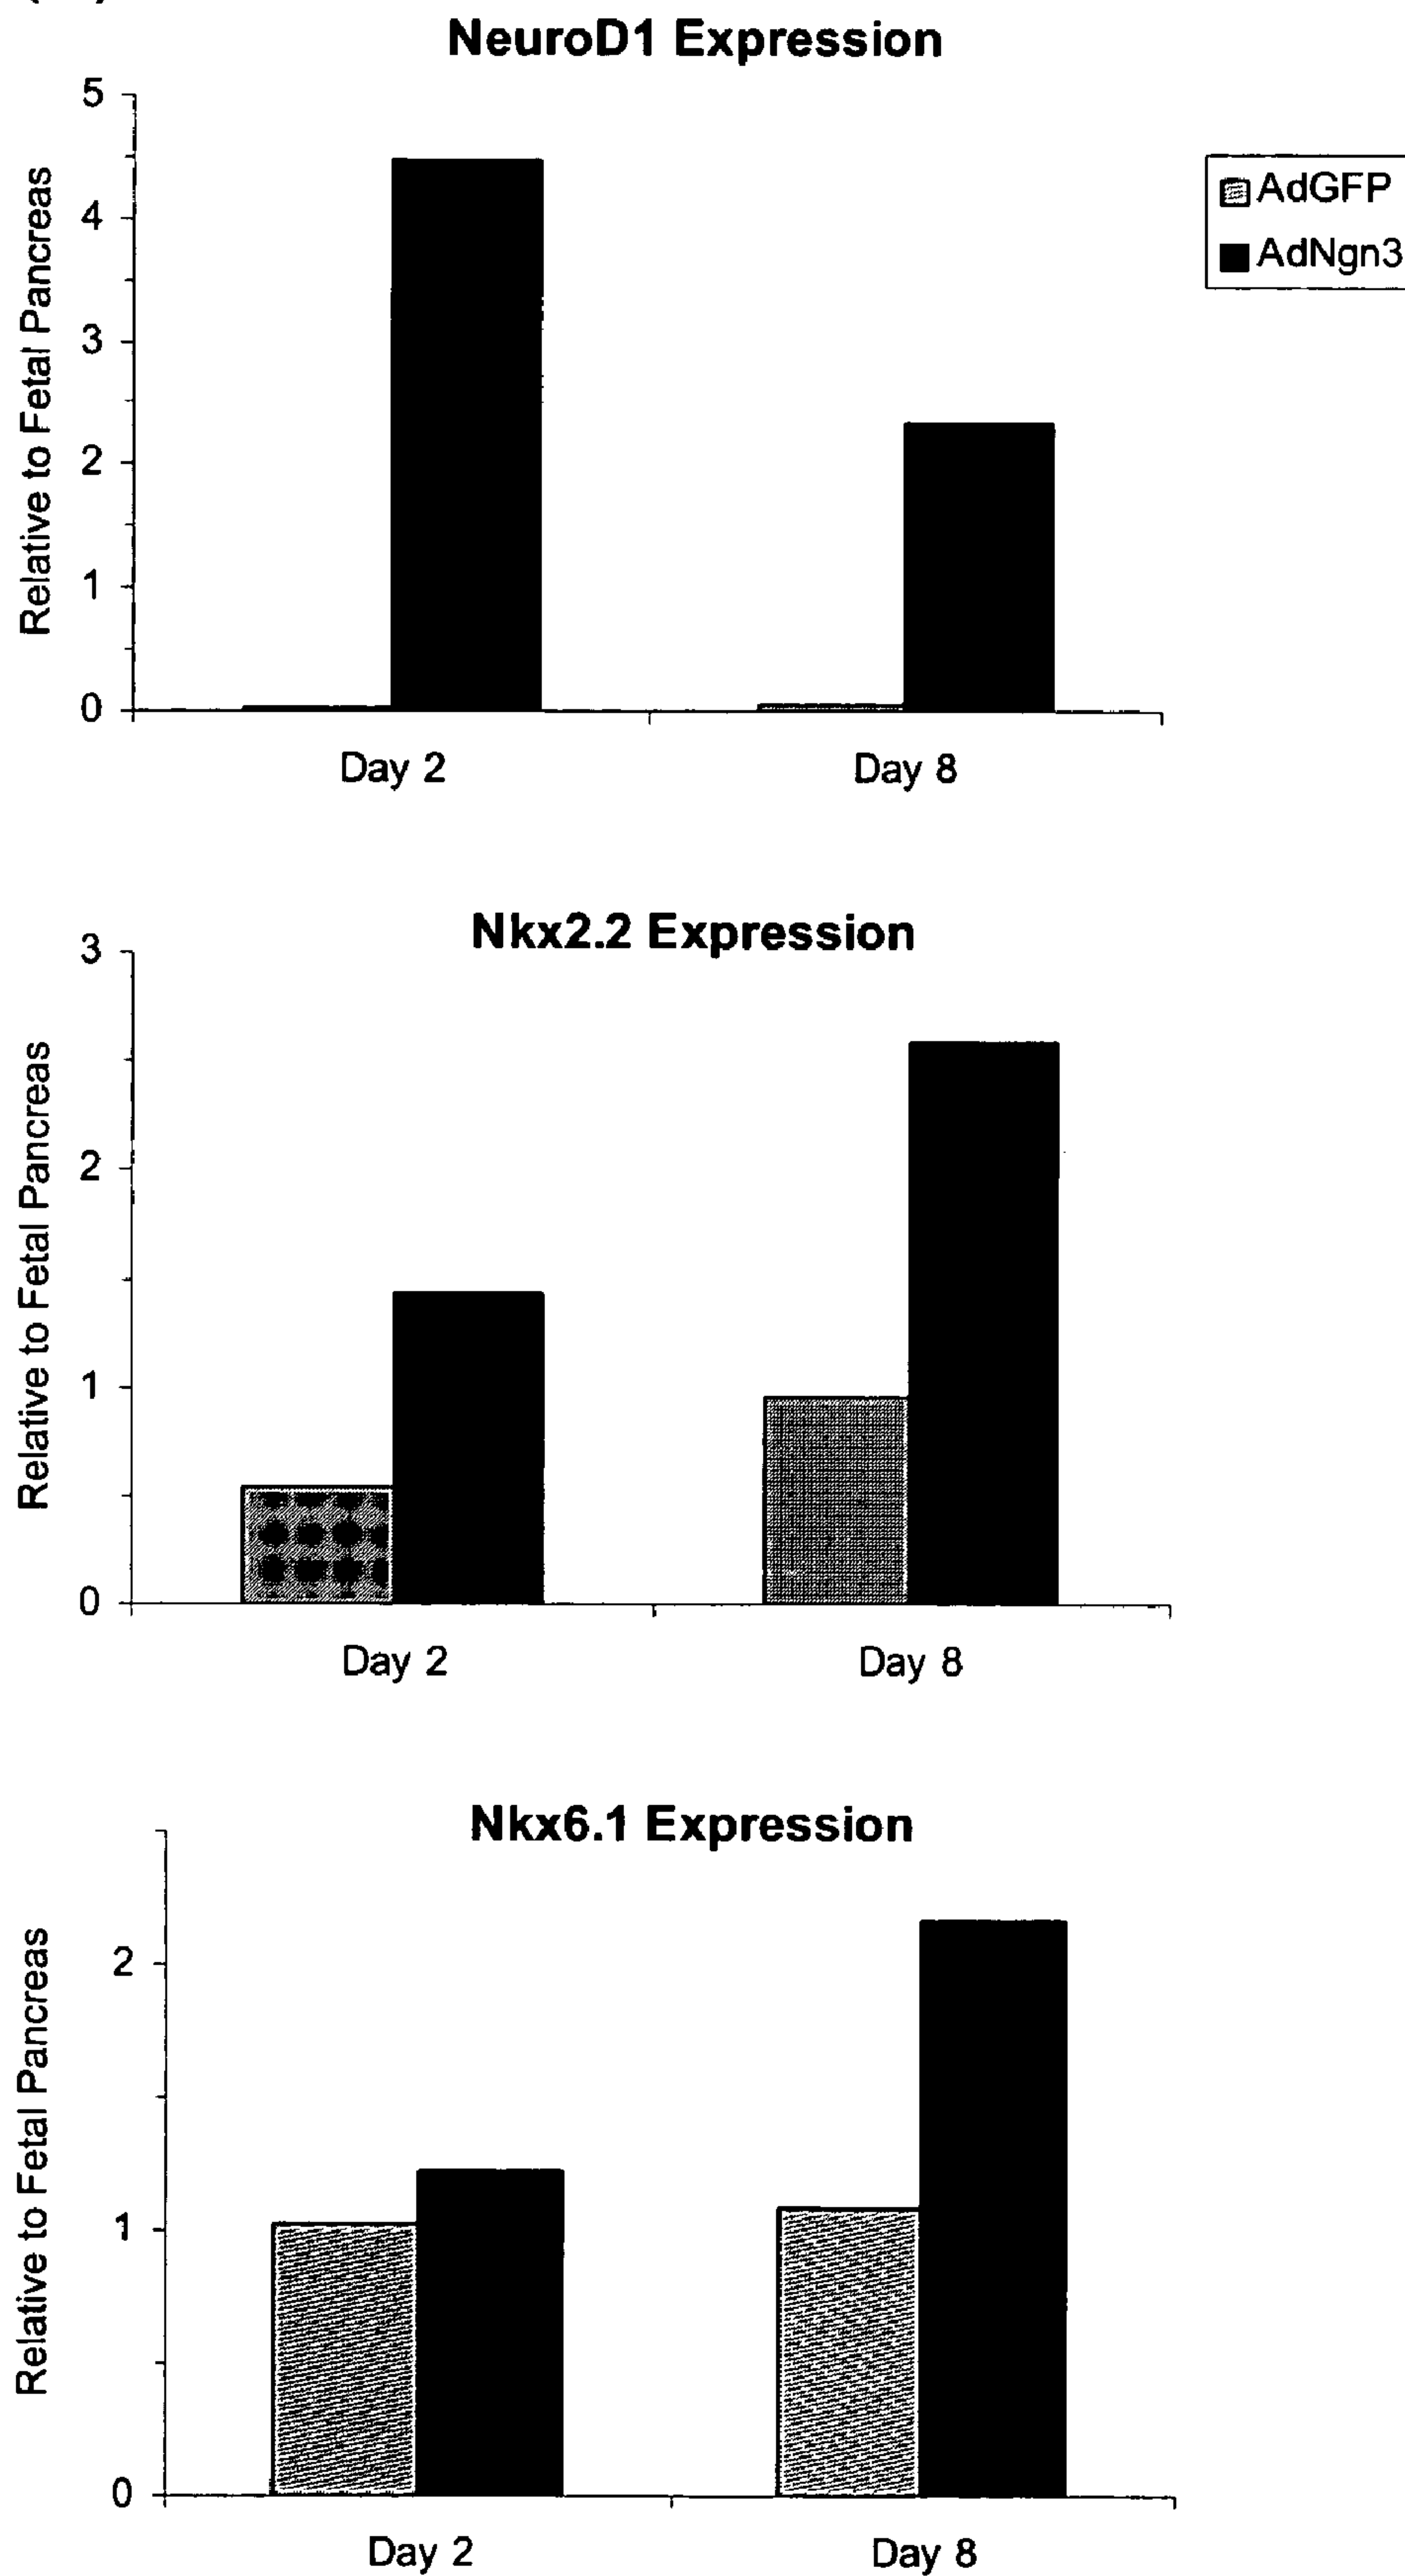 NeuroD1 Expression
Relative to Fetal Pancreas
5
4
3
2
1
0
Day 2
Day 8
AdGFP
AdNgn3
Nkx2.2 Expression
Relative to Fetal Pancreas
3
2
1
0
Day 2
Day 8
Nkx6.1 Expression
Relative to Fetal Pancreas
2
1
0
Day 2
Day 8